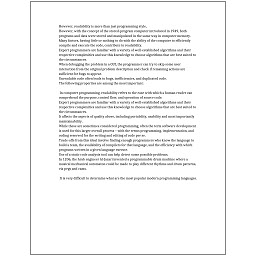 However, readability is more than just programming style.
However, with the concept of the stored-program computer introduced in 1949, both
programs and data were stored and manipulated in the same way in computer memory.
Many factors, having little or nothing to do with the ability of the computer to efficiently
compile and execute the code, contribute to readability.
Expert programmers are familiar with a variety of well-established algorithms and their
respective complexities and use this knowledge to choose algorithms that are best suited to
the circumstances.
When debugging the problem in a GUI, the programmer can try to skip some user
interaction from the original problem description and check if remaining actions are
sufficient for bugs to appear.
Unreadable code often leads to bugs, inefficiencies, and duplicated code.
The following properties are among the most important:
In computer programming, readability refers to the ease with which a human reader can
comprehend the purpose, control flow, and operation of source code.
Expert programmers are familiar with a variety of well-established algorithms and their
respective complexities and use this knowledge to choose algorithms that are best suited to
the circumstances.
It affects the aspects of quality above, including portability, usability and most importantly
maintainability.
While these are sometimes considered programming, often the term software development
is used for this larger overall process – with the terms programming, implementation, and
coding reserved for the writing and editing of code per se.
Trade-offs from this ideal involve finding enough programmers who know the language to
build a team, the availability of compilers for that language, and the efficiency with which
programs written in a given language execute.
Use of a static code analysis tool can help detect some possible problems.
In 1206, the Arab engineer Al-Jazari invented a programmable drum machine where a
musical mechanical automaton could be made to play different rhythms and drum patterns,
via pegs and cams.
It is very difficult to determine what are the most popular modern programming languages.